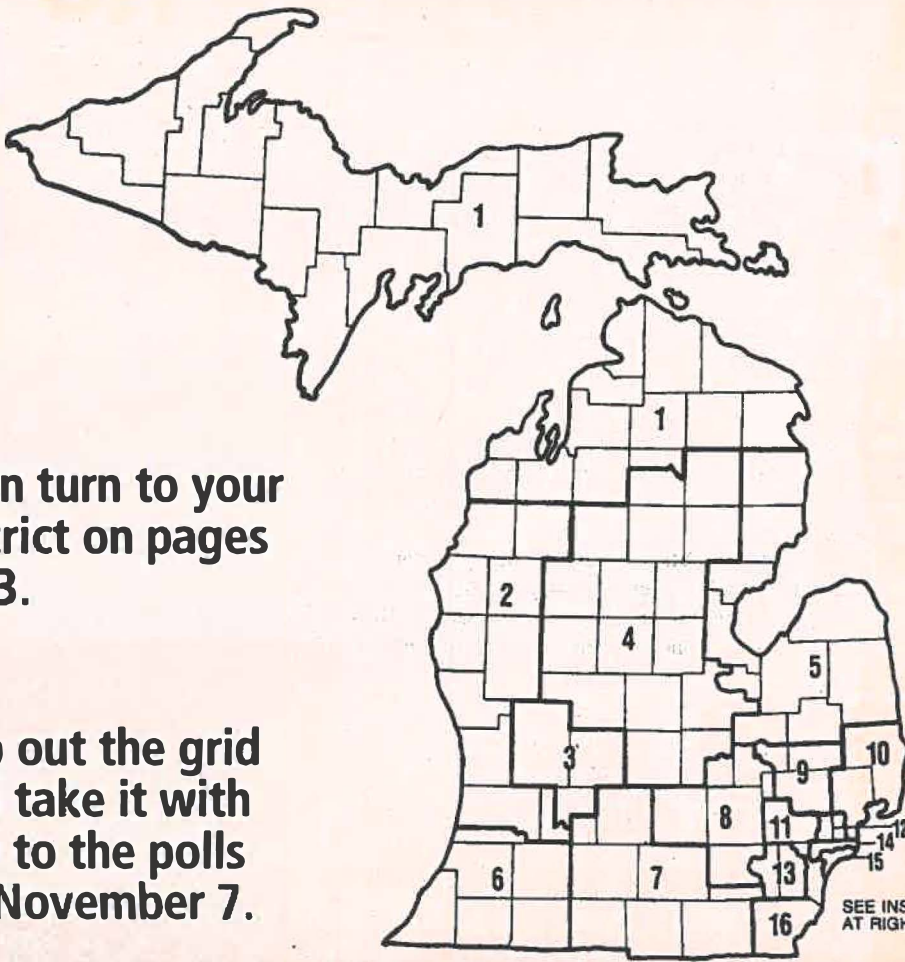 1
1
n turn to your
trict on pages
3.
2
4
5
o out the grid
take it with
to the polls
November 7.
3
10
9
8
11
12
14
15
6
7
13
16
SEE INS
AT RIGH